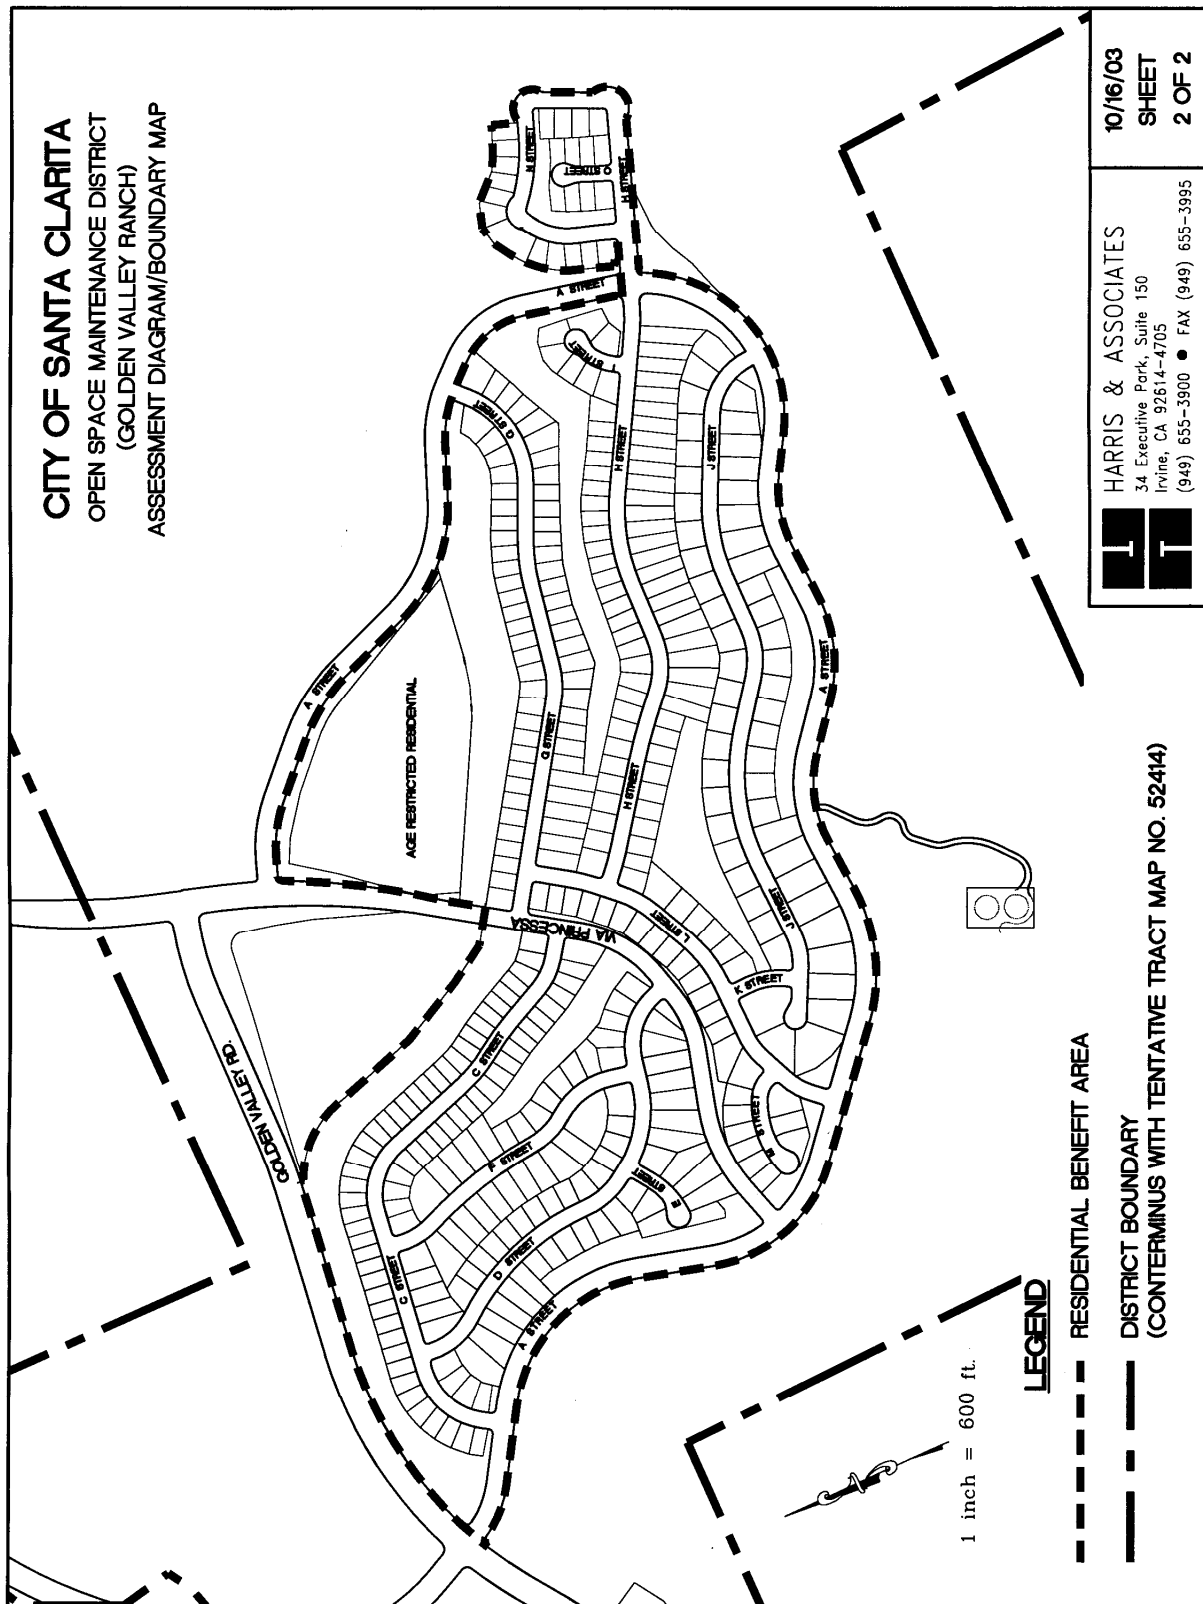 CITY OF SANTA CLARITA
OPEN SPACE MAINTENANCE DISTRICT
(GOLDEN VALLEY RANCH)
ASSESSMENT DIAGRAM/BOUNDARY MAP
N STREET
O STREET
H STREET
A STREET
I STREET
Q STREET
H STREET
J STREET
A STREET
AGE RESTRICTED RESIDENTIAL
Q STREET
H STREET
A STREET
VIA PRINCESSA
L STREET
J STREET
K STREET
GOLDEN VALLEY RD.
C STREET
M STREET
F STREET
E STREET
C STREET
D STREET
A STREET
1 inch = 600 ft.
LEGEND
RESIDENTIAL BENEFIT AREA
DISTRICT BOUNDARY
(CONTERMINUS WITH TENTATIVE TRACT MAP NO. 52414)
HARRIS & ASSOCIATES
34 Executive Park, Suite 150
Irvine, CA 92614-4705
(949) 655-3900 ● FAX (949) 655-3995
10/16/03
SHEET
2 OF 2